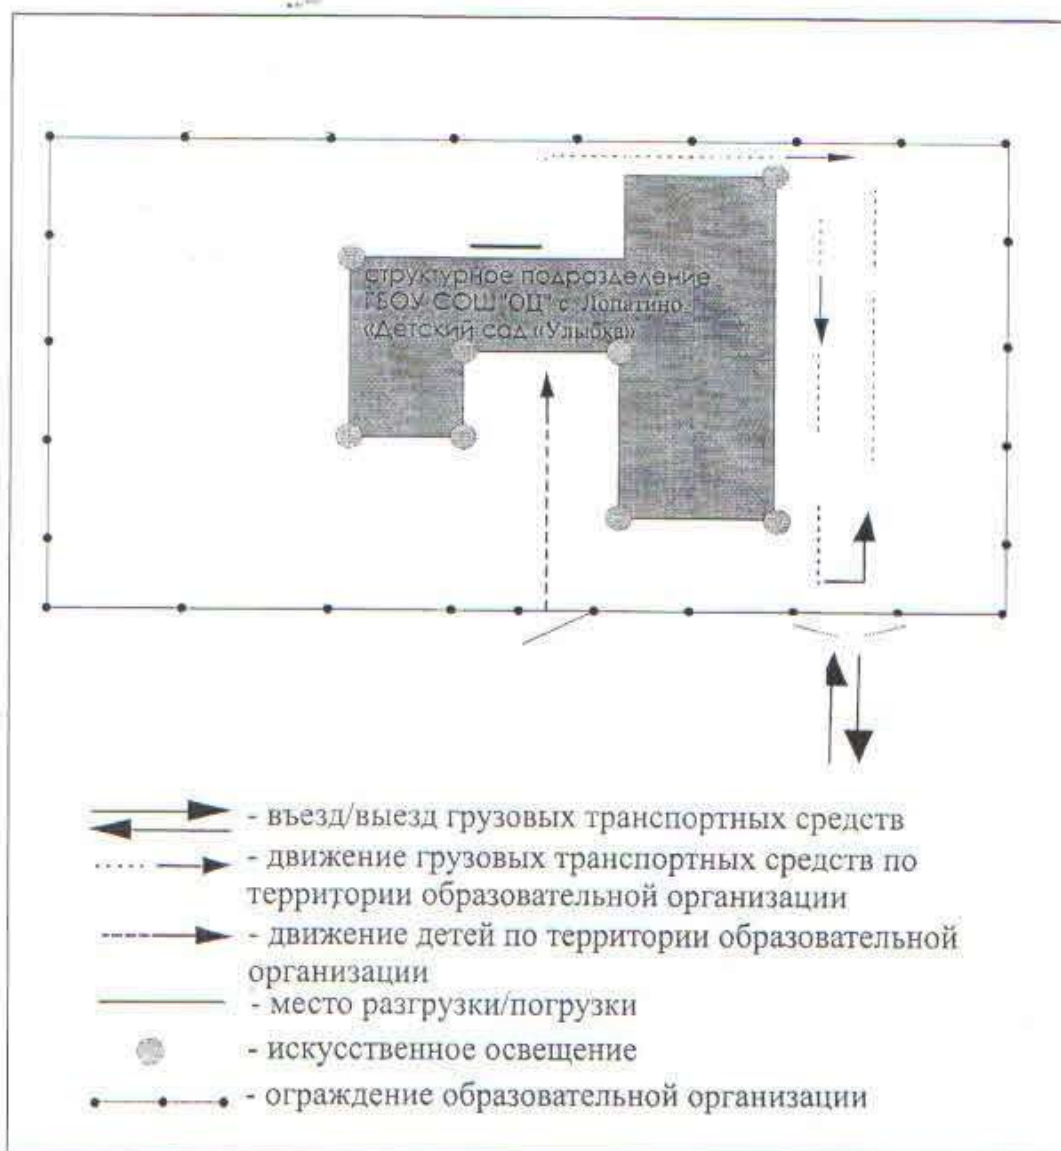 структурное подразделение
ГБОУ СОШ "ОЦ" с. Лопатино
«Детский сад «Улыбка»
- въезд/выезд грузовых транспортных средств
- движение грузовых транспортных средств по
территории образовательной организации
- движение детей по территории образовательной
организации
- место разгрузки/погрузки
- искусственное освещение
- ограждение образовательной организации